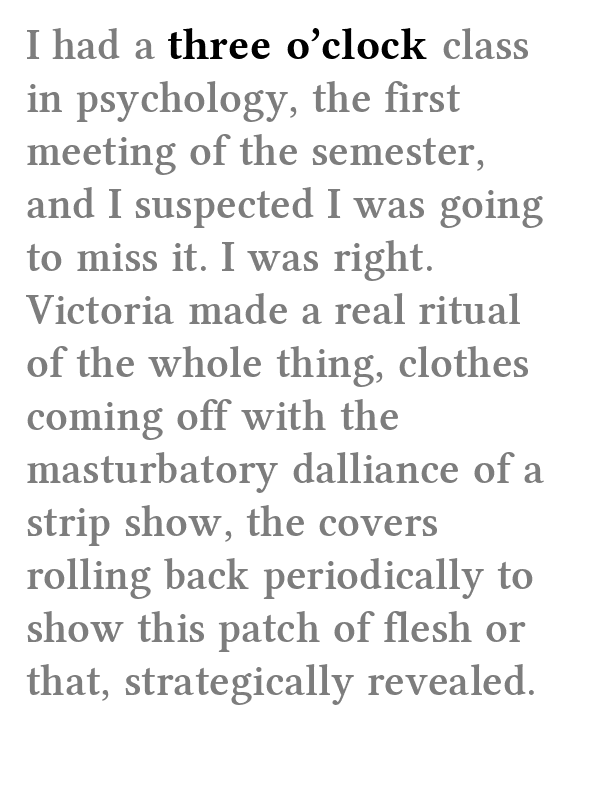 I had a three o’clock class
in psychology, the first
meeting of the semester,
and I suspected I was going
to miss it. I was right.
Victoria made a real ritual
of the whole thing, clothes
coming off with the
masturbatory dalliance of a
strip show, the covers
rolling back periodically to
show this patch of flesh or
that, strategically revealed.